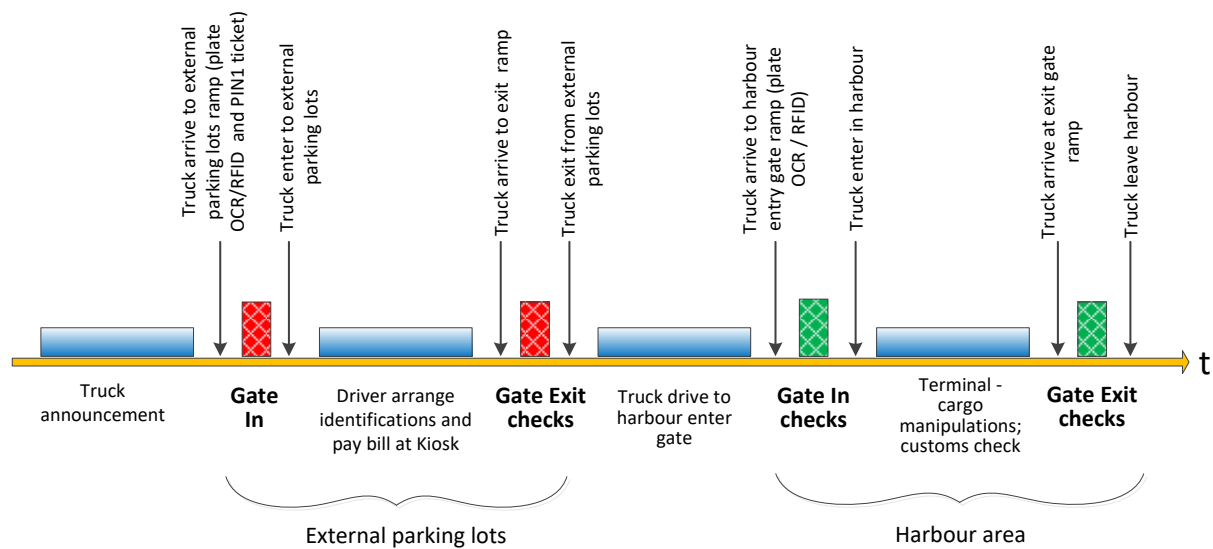 Truck arrive to external
parking lots ramp (plate
OCR/RFID and PIN1 ticket)
Truck enter to external
parking lots
Truck arrive to exit ramp
Truck exit from external
parking lots
Truck arrive to harbour
entry gate ramp (plate
OCR / RFID)
Truck enter in harbour
Truck arrive at exit gate
ramp
Truck leave harbour
t
Truck
announcement
Gate
In
Driver arrange
identifications and
pay bill at Kiosk
Gate Exit
checks
Truck drive to
harbour enter
gate
Gate In
checks
Terminal -
cargo
manipulations;
customs check
Gate Exit
checks
External parking lots
Harbour area